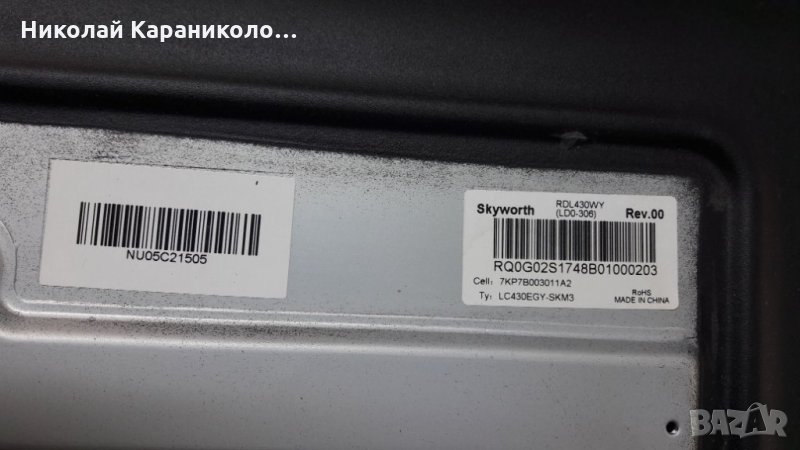 Николай Караниколо...
NU05C21505
Skyworth RDL430WY (LD0-306) Rev.00
RQ0G02S1748B01000203
Cell: 7KP7B003011A2
Ty: LC430EGY-SKM3
RoHS
MADE IN CHINA
BAZAR